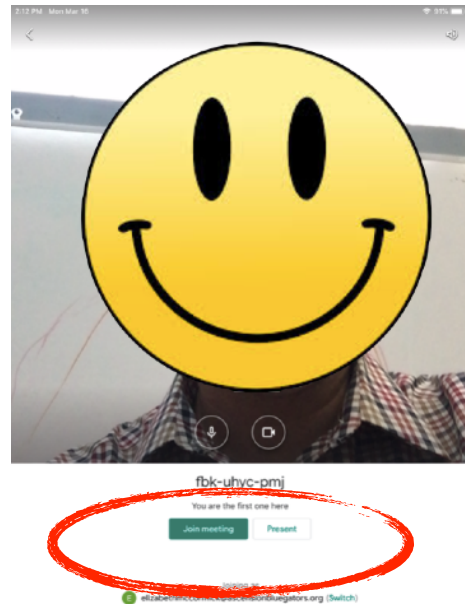 2:12 PM Mon Mar 16
91%
fbk-uhyc-pmj
You are the first one here
Join meeting
Present
(Switch)